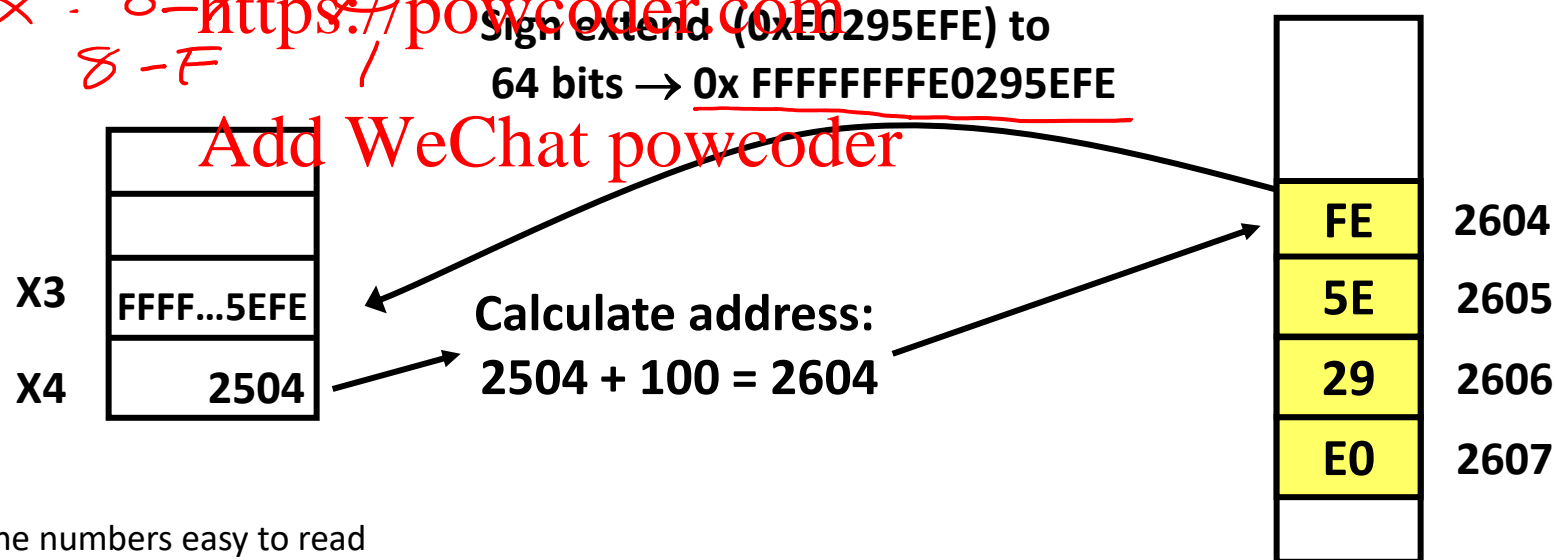 https://powcoder.com
Sign extend (0xE0295EFE) to
8-F
64 bits → 0x FFFFFFFFE0295EFE
Add WeChat powcoder
FE 2604
X3 FFFF...5EFE
Calculate address:
5E 2605
X4 2504
2504 + 100 = 2604
29 2606
E0 2607
he numbers easy to read